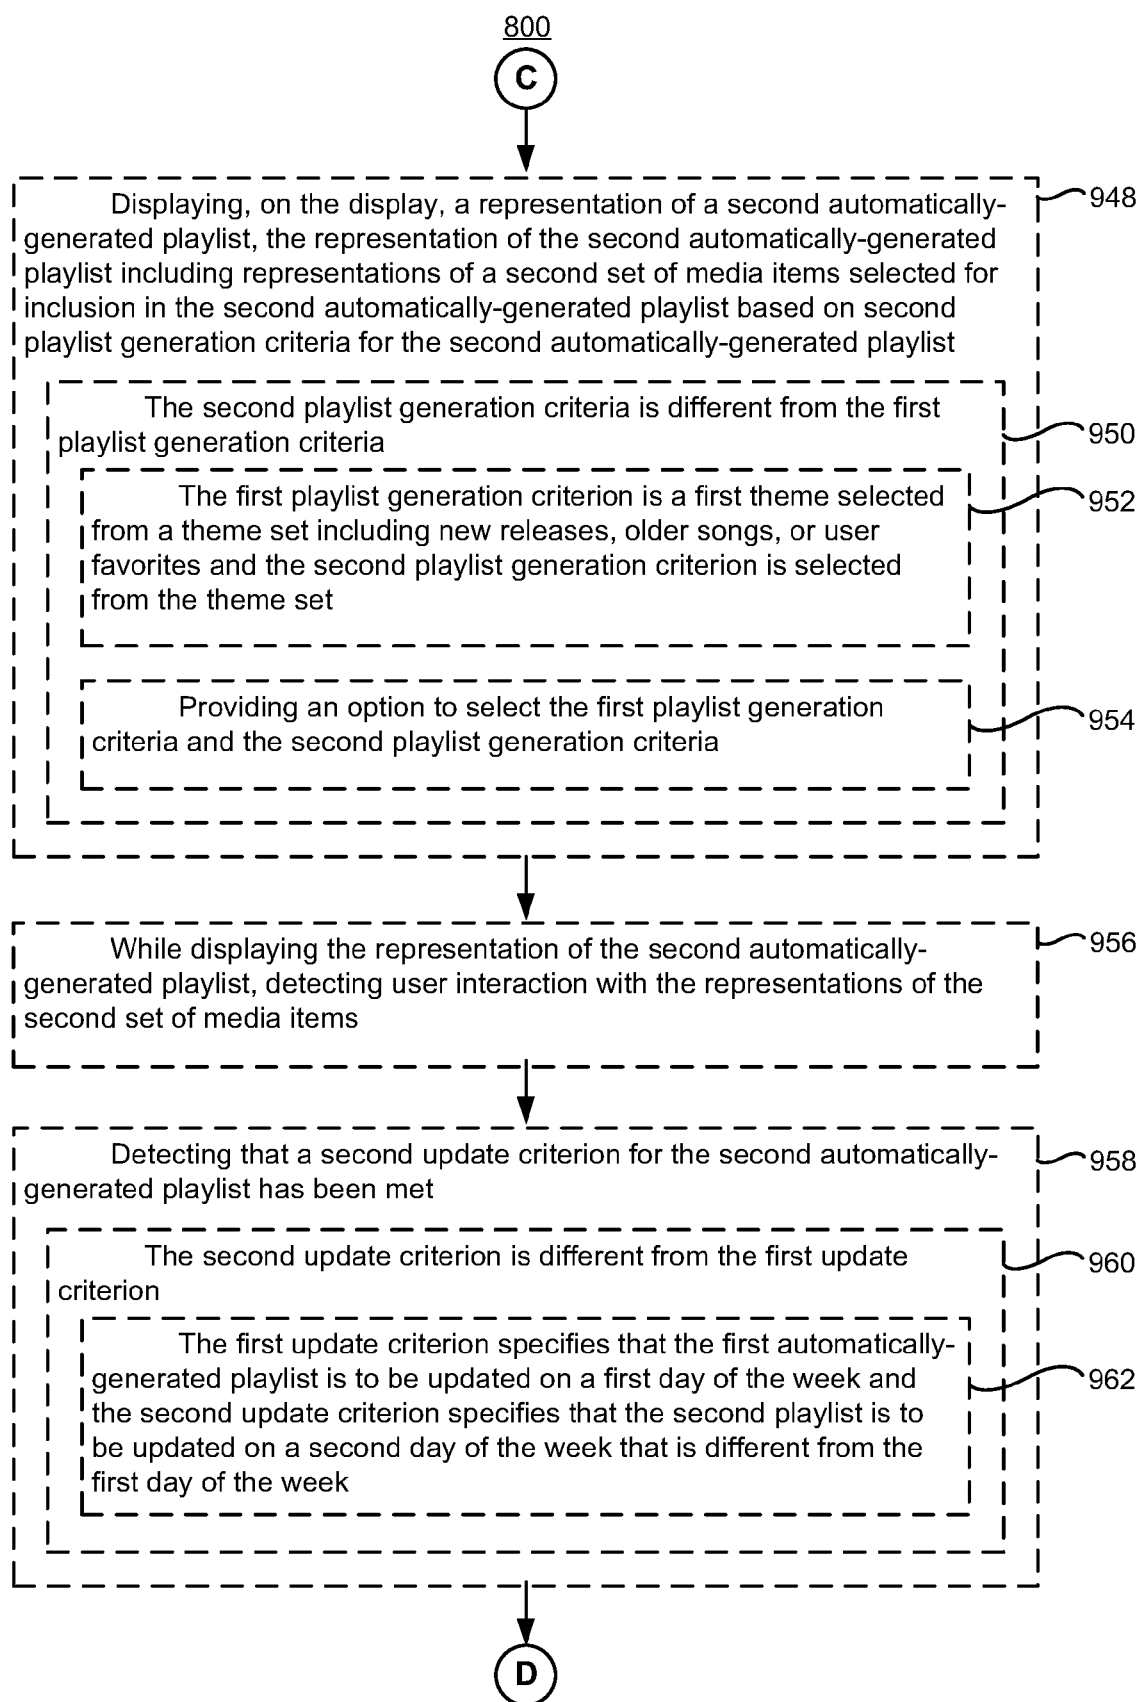 800
C
Displaying, on the display, a representation of a second automatically-
generated playlist, the representation of the second automatically-generated
playlist including representations of a second set of media items selected for
inclusion in the second automatically-generated playlist based on second
playlist generation criteria for the second automatically-generated playlist
948
The second playlist generation criteria is different from the first
playlist generation criteria
950
The first playlist generation criterion is a first theme selected
from a theme set including new releases, older songs, or user
favorites and the second playlist generation criterion is selected
from the theme set
952
Providing an option to select the first playlist generation
criteria and the second playlist generation criteria
954
While displaying the representation of the second automatically-
generated playlist, detecting user interaction with the representations of the
second set of media items
956
Detecting that a second update criterion for the second automatically-
generated playlist has been met
958
The second update criterion is different from the first update
criterion
960
The first update criterion specifies that the first automatically-
generated playlist is to be updated on a first day of the week and
the second update criterion specifies that the second playlist is to
be updated on a second day of the week that is different from the
first day of the week
962
D